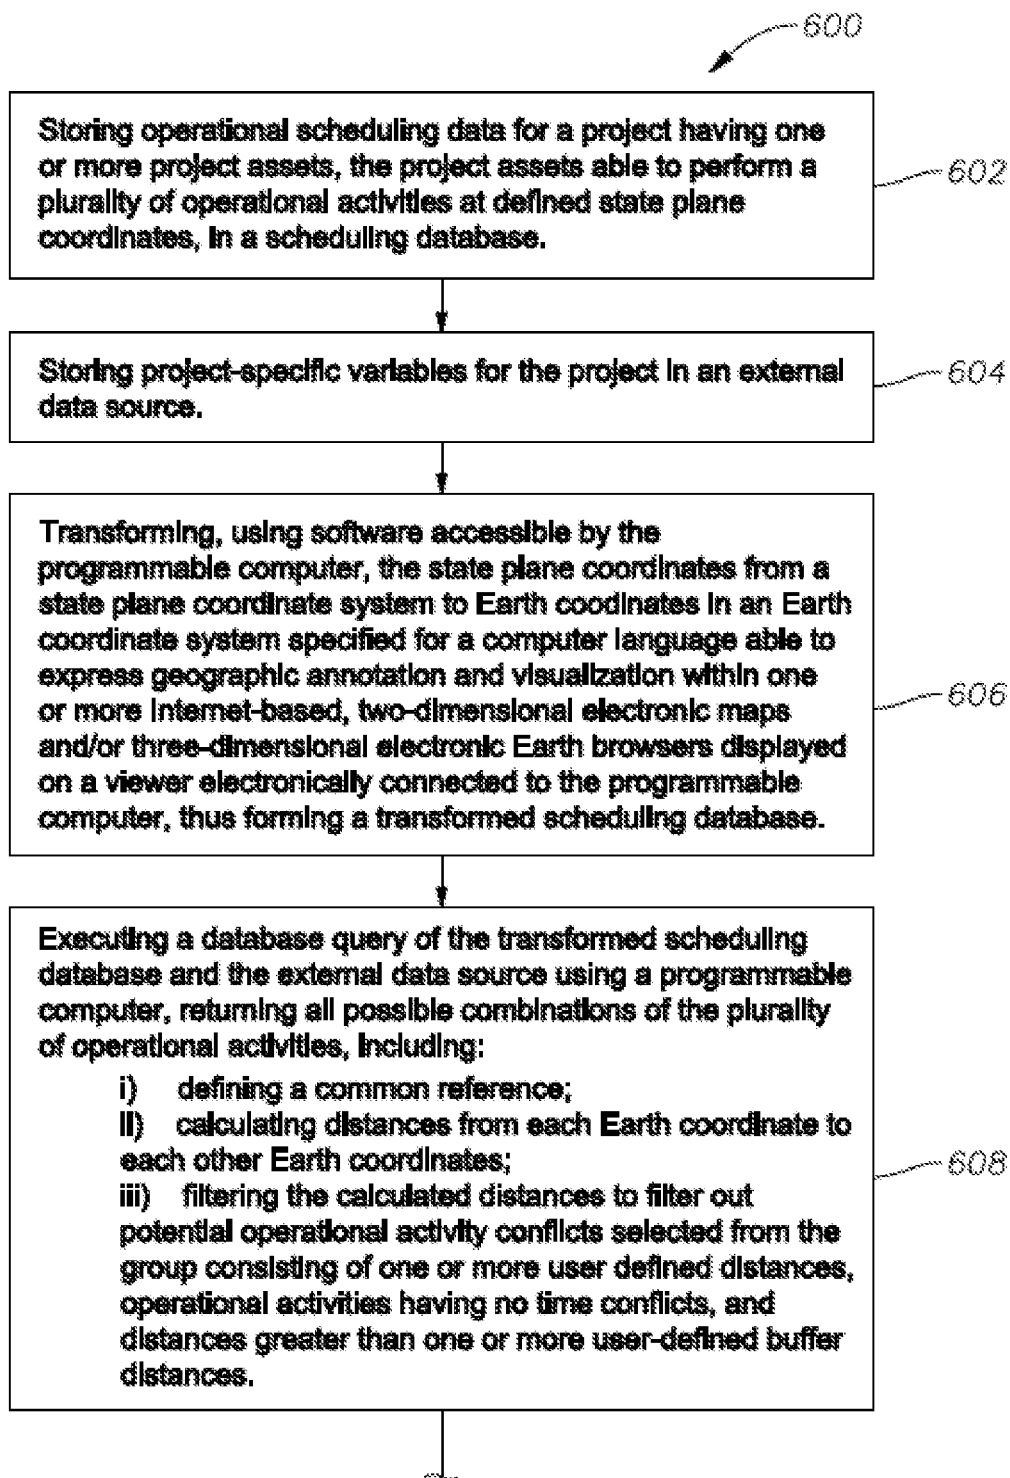 600
Storing operational scheduling data for a project having one
or more project assets, the project assets able to perform a
plurality of operational activities at defined state plane
coordinates, in a scheduling database.
602
Storing project-specific variables for the project in an external
data source.
604
Transforming, using software accessible by the
programmable computer, the state plane coordinates from a
state plane coordinate system to Earth coodinates in an Earth
coordinate system specified for a computer language able to
express geographic annotation and visualization within one
or more Internet-based, two-dimensional electronic maps
and/or three-dimensional electronic Earth browsers displayed
on a viewer electronically connected to the programmable
computer, thus forming a transformed scheduling database.
606
Executing a database query of the transformed scheduling
database and the external data source using a programmable
computer, returning all possible combinations of the plurality
of operational activities, including:
i) defining a common reference;
ii) calculating distances from each Earth coordinate to
each other Earth coordinates;
iii) filtering the calculated distances to filter out
potential operational activity conflicts selected from the
group consisting of one or more user defined distances,
operational activities having no time conflicts, and
distances greater than one or more user-defined buffer
distances.
608